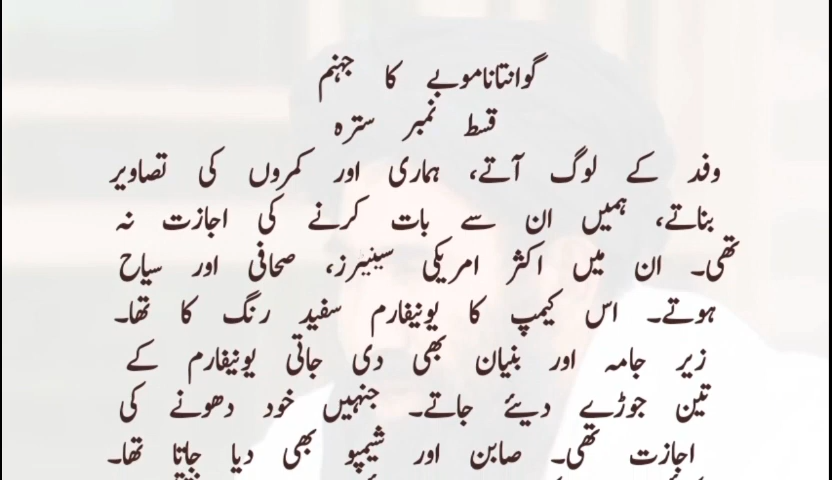 گوانتاناموبے کا جہنم
قسط نمبر سترہ
وفد کے لوگ آتے، ہماری اور کمروں کی تصاویر
بناتے، ہمیں ان سے بات کرنے کی اجازت نہ
تھی۔ ان میں اکثر امریکی سینیٹرز، صحافی اور سیاح
ہوتے۔ اس کیمپ کا یونیفارم سفید رنگ کا تھا۔
زیر جامہ اور بنیان بھی دی جاتی یونیفارم کے
تین جوڑے دیئے جاتے۔ جنہیں خود دھونے کی
اجازت تھی۔ صابن اور شیمپو بھی دیا جاتا تھا۔